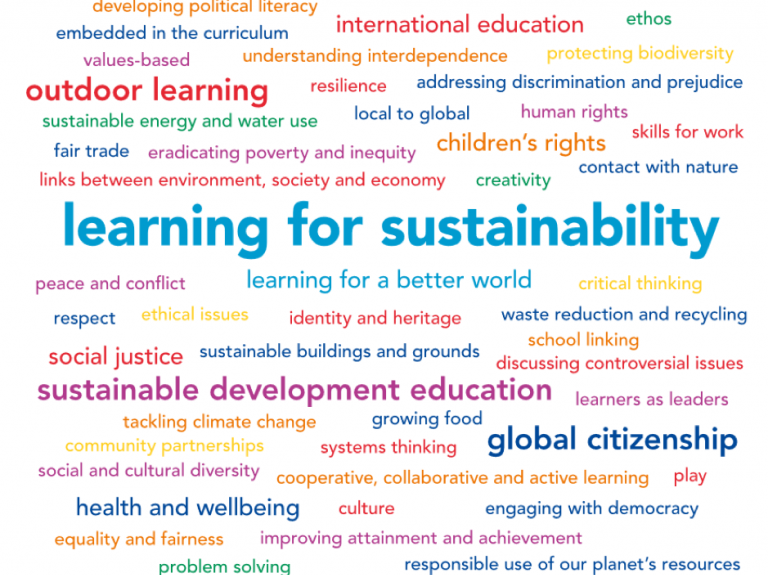 developing political literacy
international education
ethos
embedded in the curriculum
values-based
understanding interdependence
protecting biodiversity
outdoor learning
resilience
addressing discrimination and prejudice
sustainable energy and water use
local to global
human rights
fair trade
eradicating poverty and inequity
children's rights
skills for work
contact with nature
links between environment, society and economy
creativity
learning for sustainability
peace and conflict
learning for a better world
critical thinking
respect
ethical issues
identity and heritage
waste reduction and recycling
school linking
social justice
sustainable buildings and grounds
discussing controversial issues
sustainable development education
learners as leaders
tackling climate change
growing food
global citizenship
community partnerships
systems thinking
social and cultural diversity
cooperative, collaborative and active learning
play
health and wellbeing
culture
engaging with democracy
equality and fairness
improving attainment and achievement
problem solving
responsible use of our planet's resources